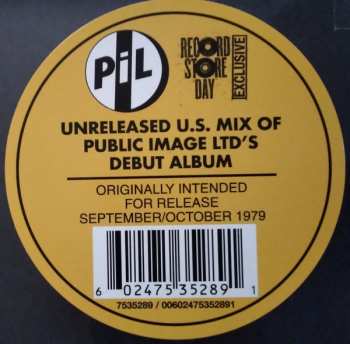 PiL
RECORD
STORE
DAY
EXCLUSIVE
UNRELEASED U.S. MIX OF
PUBLIC IMAGE LTD'S
DEBUT ALBUM
ORIGINALLY INTENDED
FOR RELEASE
SEPTEMBER/OCTOBER 1979
6 02475 35289 1
7535289 / 00602475352891